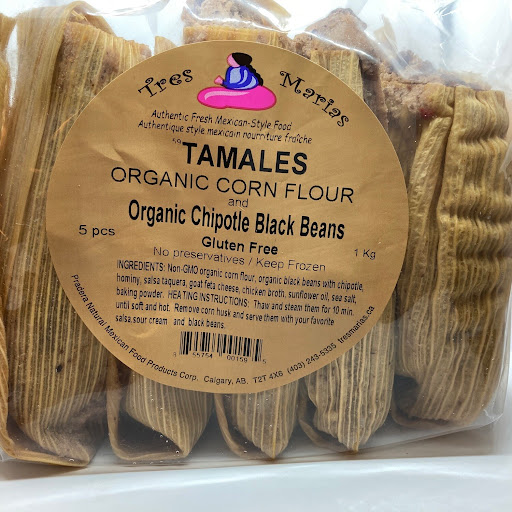 Tres Marias
Authentic Fresh Mexican-Style Food
Authentique style mexicain nourriture fraîche
TAMALES
ORGANIC CORN FLOUR
and
Organic Chipotle Black Beans
5 pcs
Gluten Free
1 Kg
No preservatives / Keep Frozen
INGREDIENTS: Non-GMO organic corn flour, organic black beans with chipotle,
hominy, salsa taquera, goat feta cheese, chicken broth, sunflower oil, sea salt,
baking powder. HEATING INSTRUCTIONS: Thaw and steam them for 10 min.
until soft and hot. Remove corn husk and serve them with your favorite
salsa,sour cream and black beans.
55754 00159
Pradera Natural Mexican Food Products Corp. Calgary, AB. T2T 4X6 (403) 243-5335 tresmarias.ca